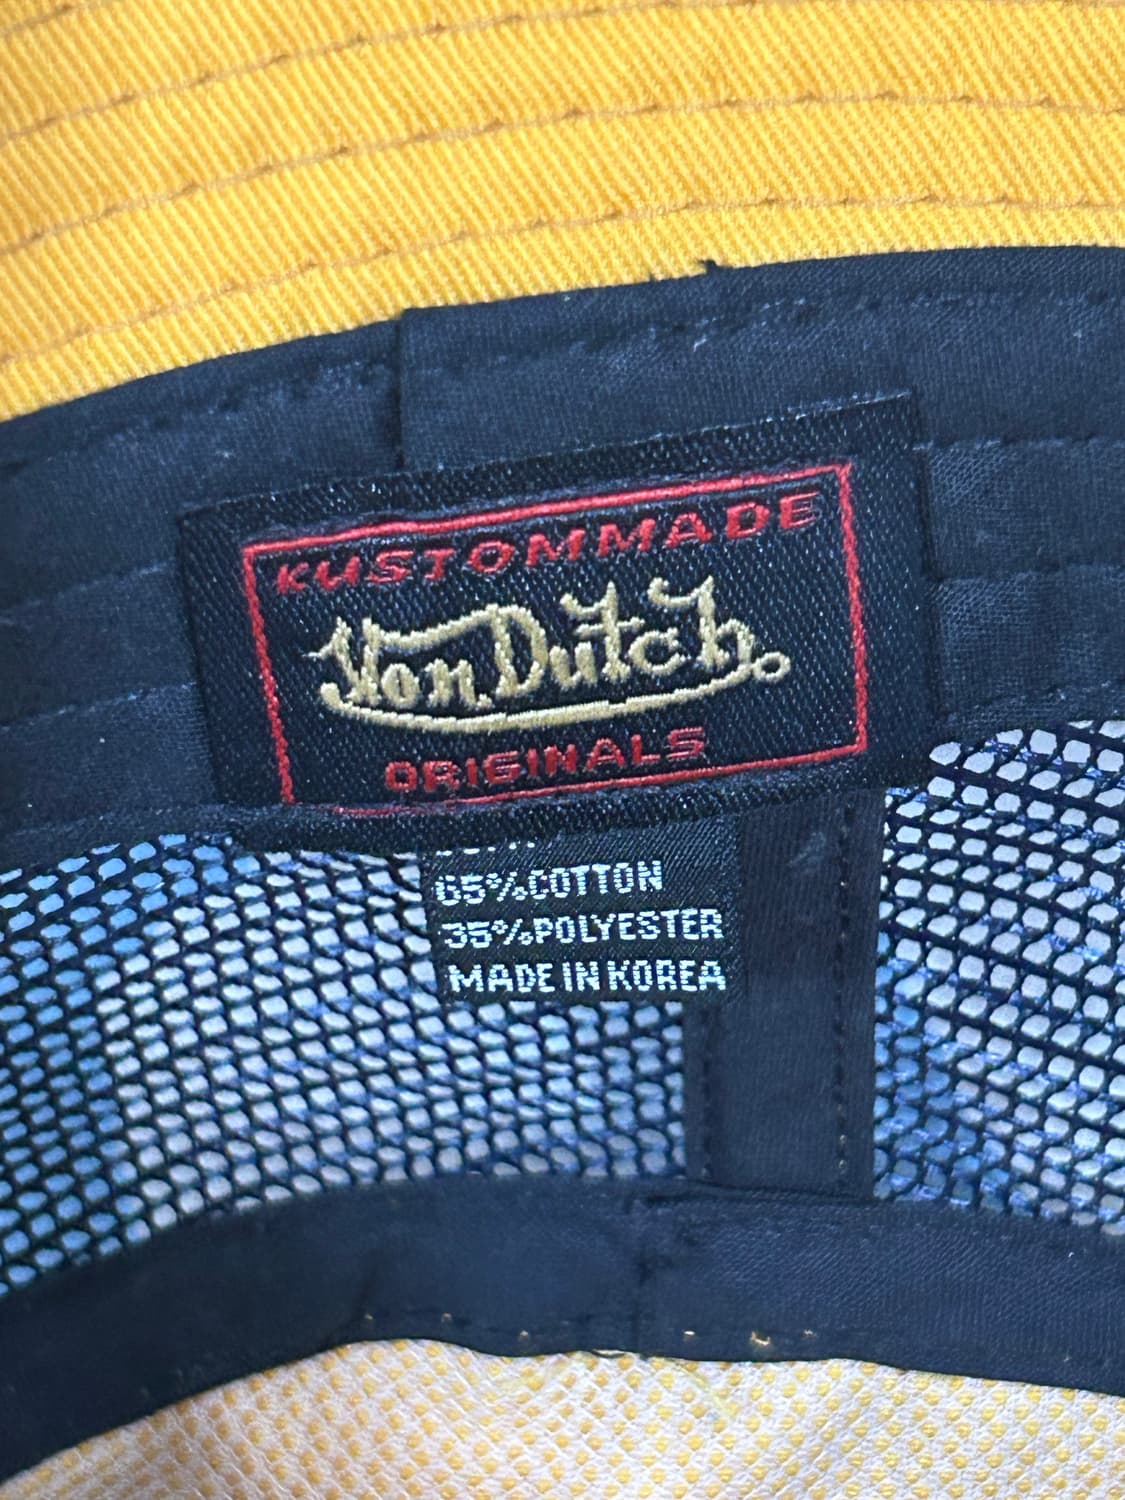 KUSTOMMADE
Von Dutch
ORIGINALS
65%COTTON
35%POLYESTER
MADE IN KOREA